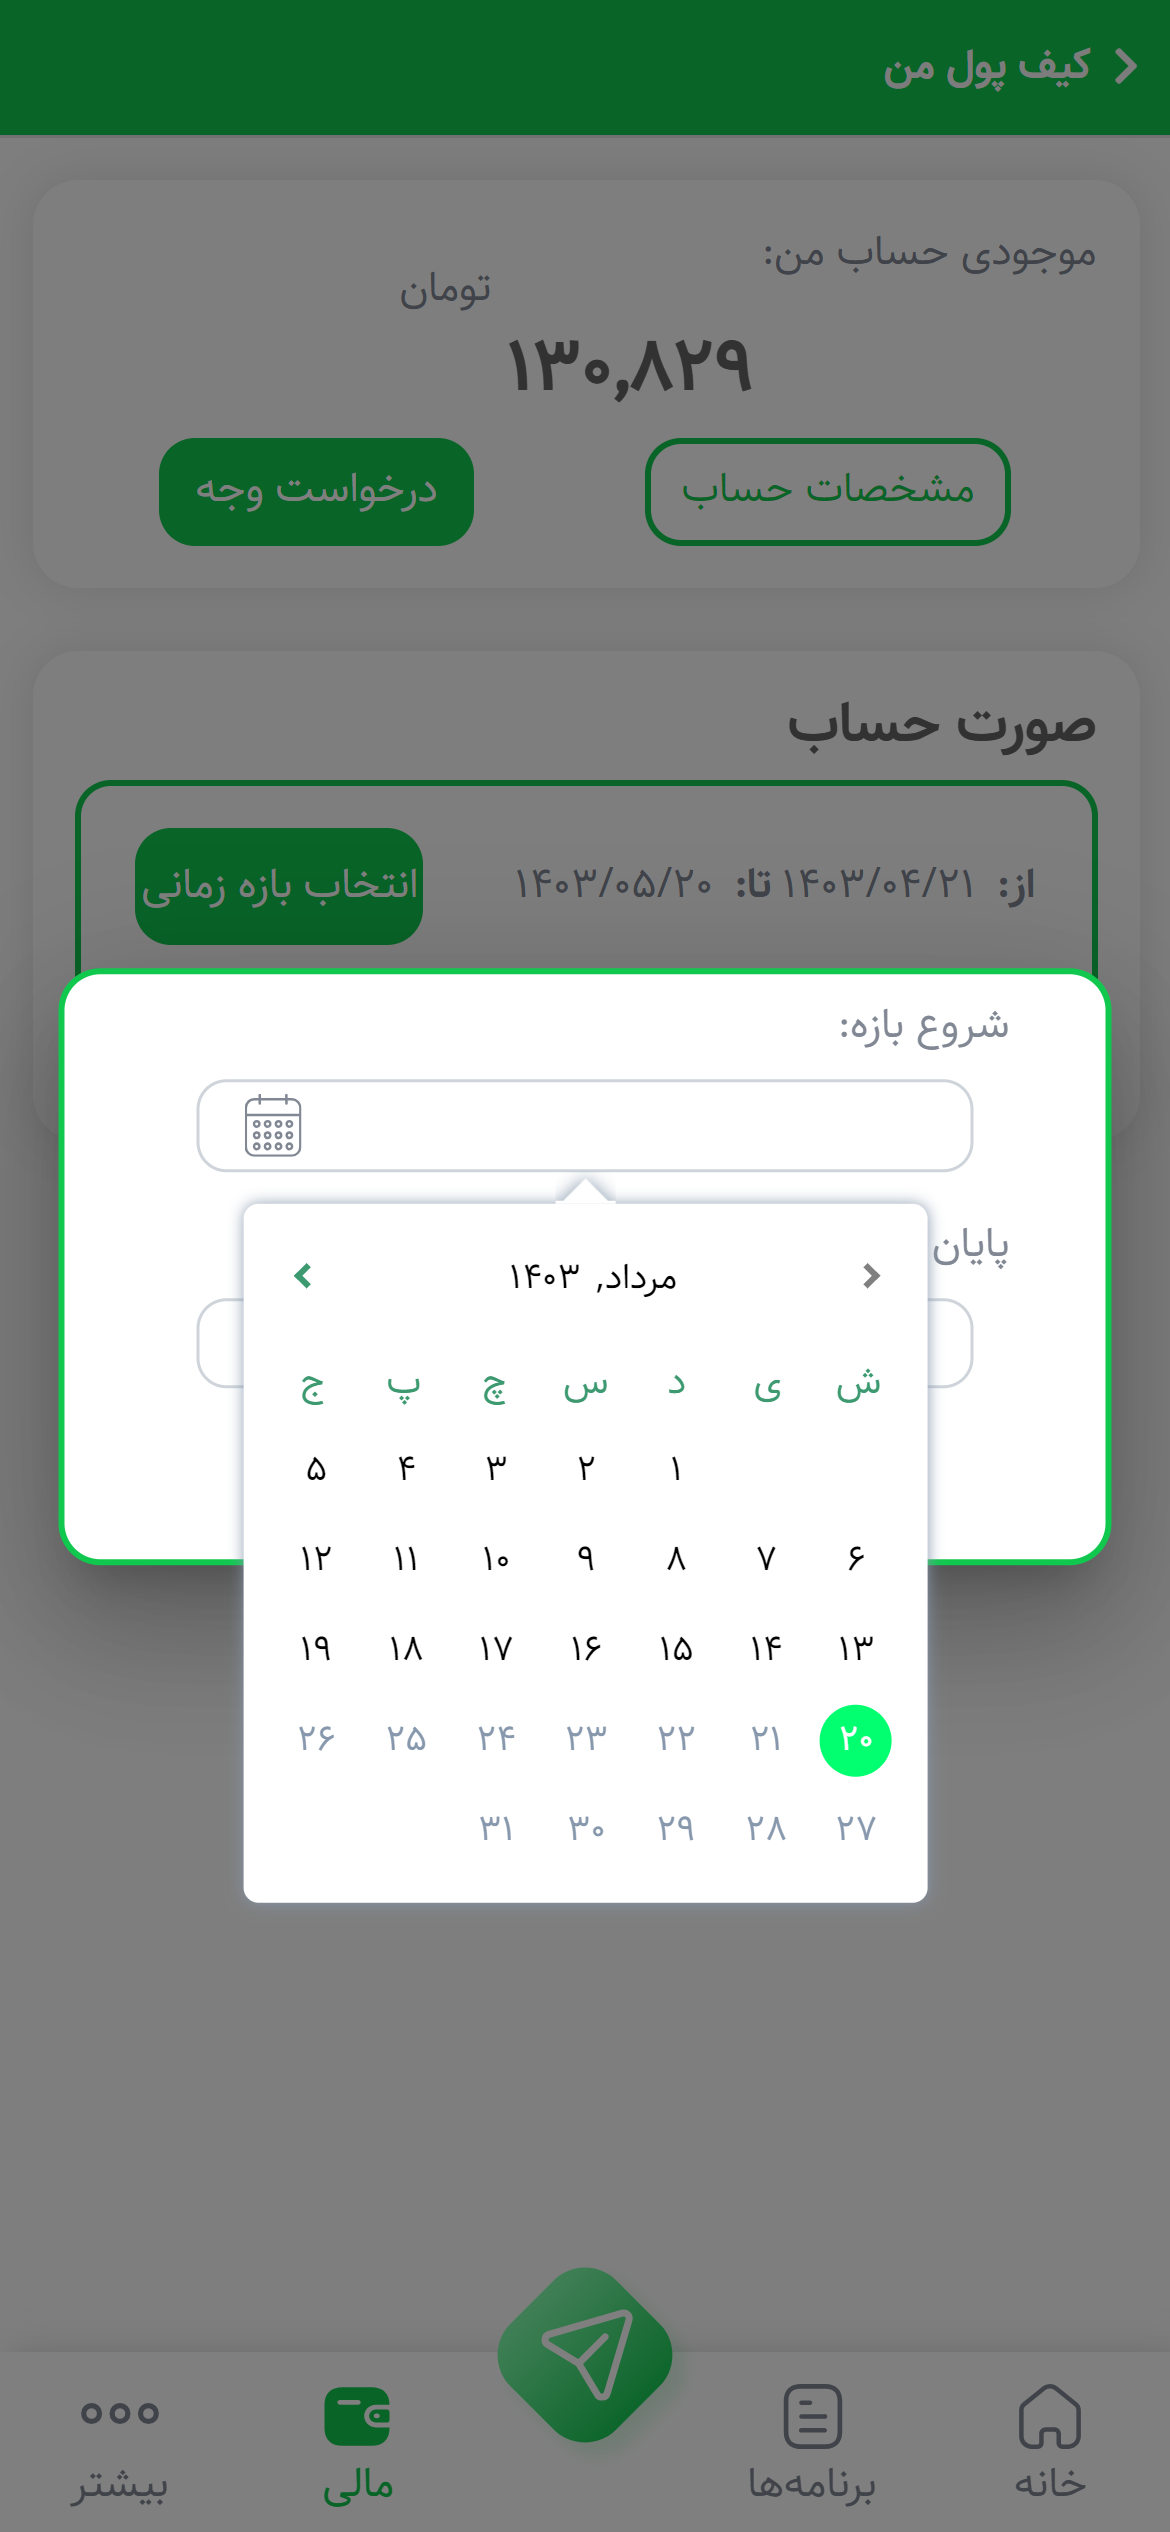 کیف پول من
موجودی حساب من:
تومان
۱۳۰,۸۲۹
مشخصات حساب
درخواست وجه
صورت حساب
از: ۱۴۰۳/۰۴/۲۱ تا: ۱۴۰۳/۰۵/۲۰
انتخاب بازه زمانی
شروع بازه:
پایان
مرداد, ۱۴۰۳
ش ی د س چ پ ج
۱ ۲ ۳ ۴ ۵
۶ ۷ ۸ ۹ ۱۰ ۱۱ ۱۲
۱۳ ۱۴ ۱۵ ۱۶ ۱۷ ۱۸ ۱۹
۲۰ ۲۱ ۲۲ ۲۳ ۲۴ ۲۵ ۲۶
۲۷ ۲۸ ۲۹ ۳۰ ۳۱
خانه
برنامه‌ها
مالی
بیشتر